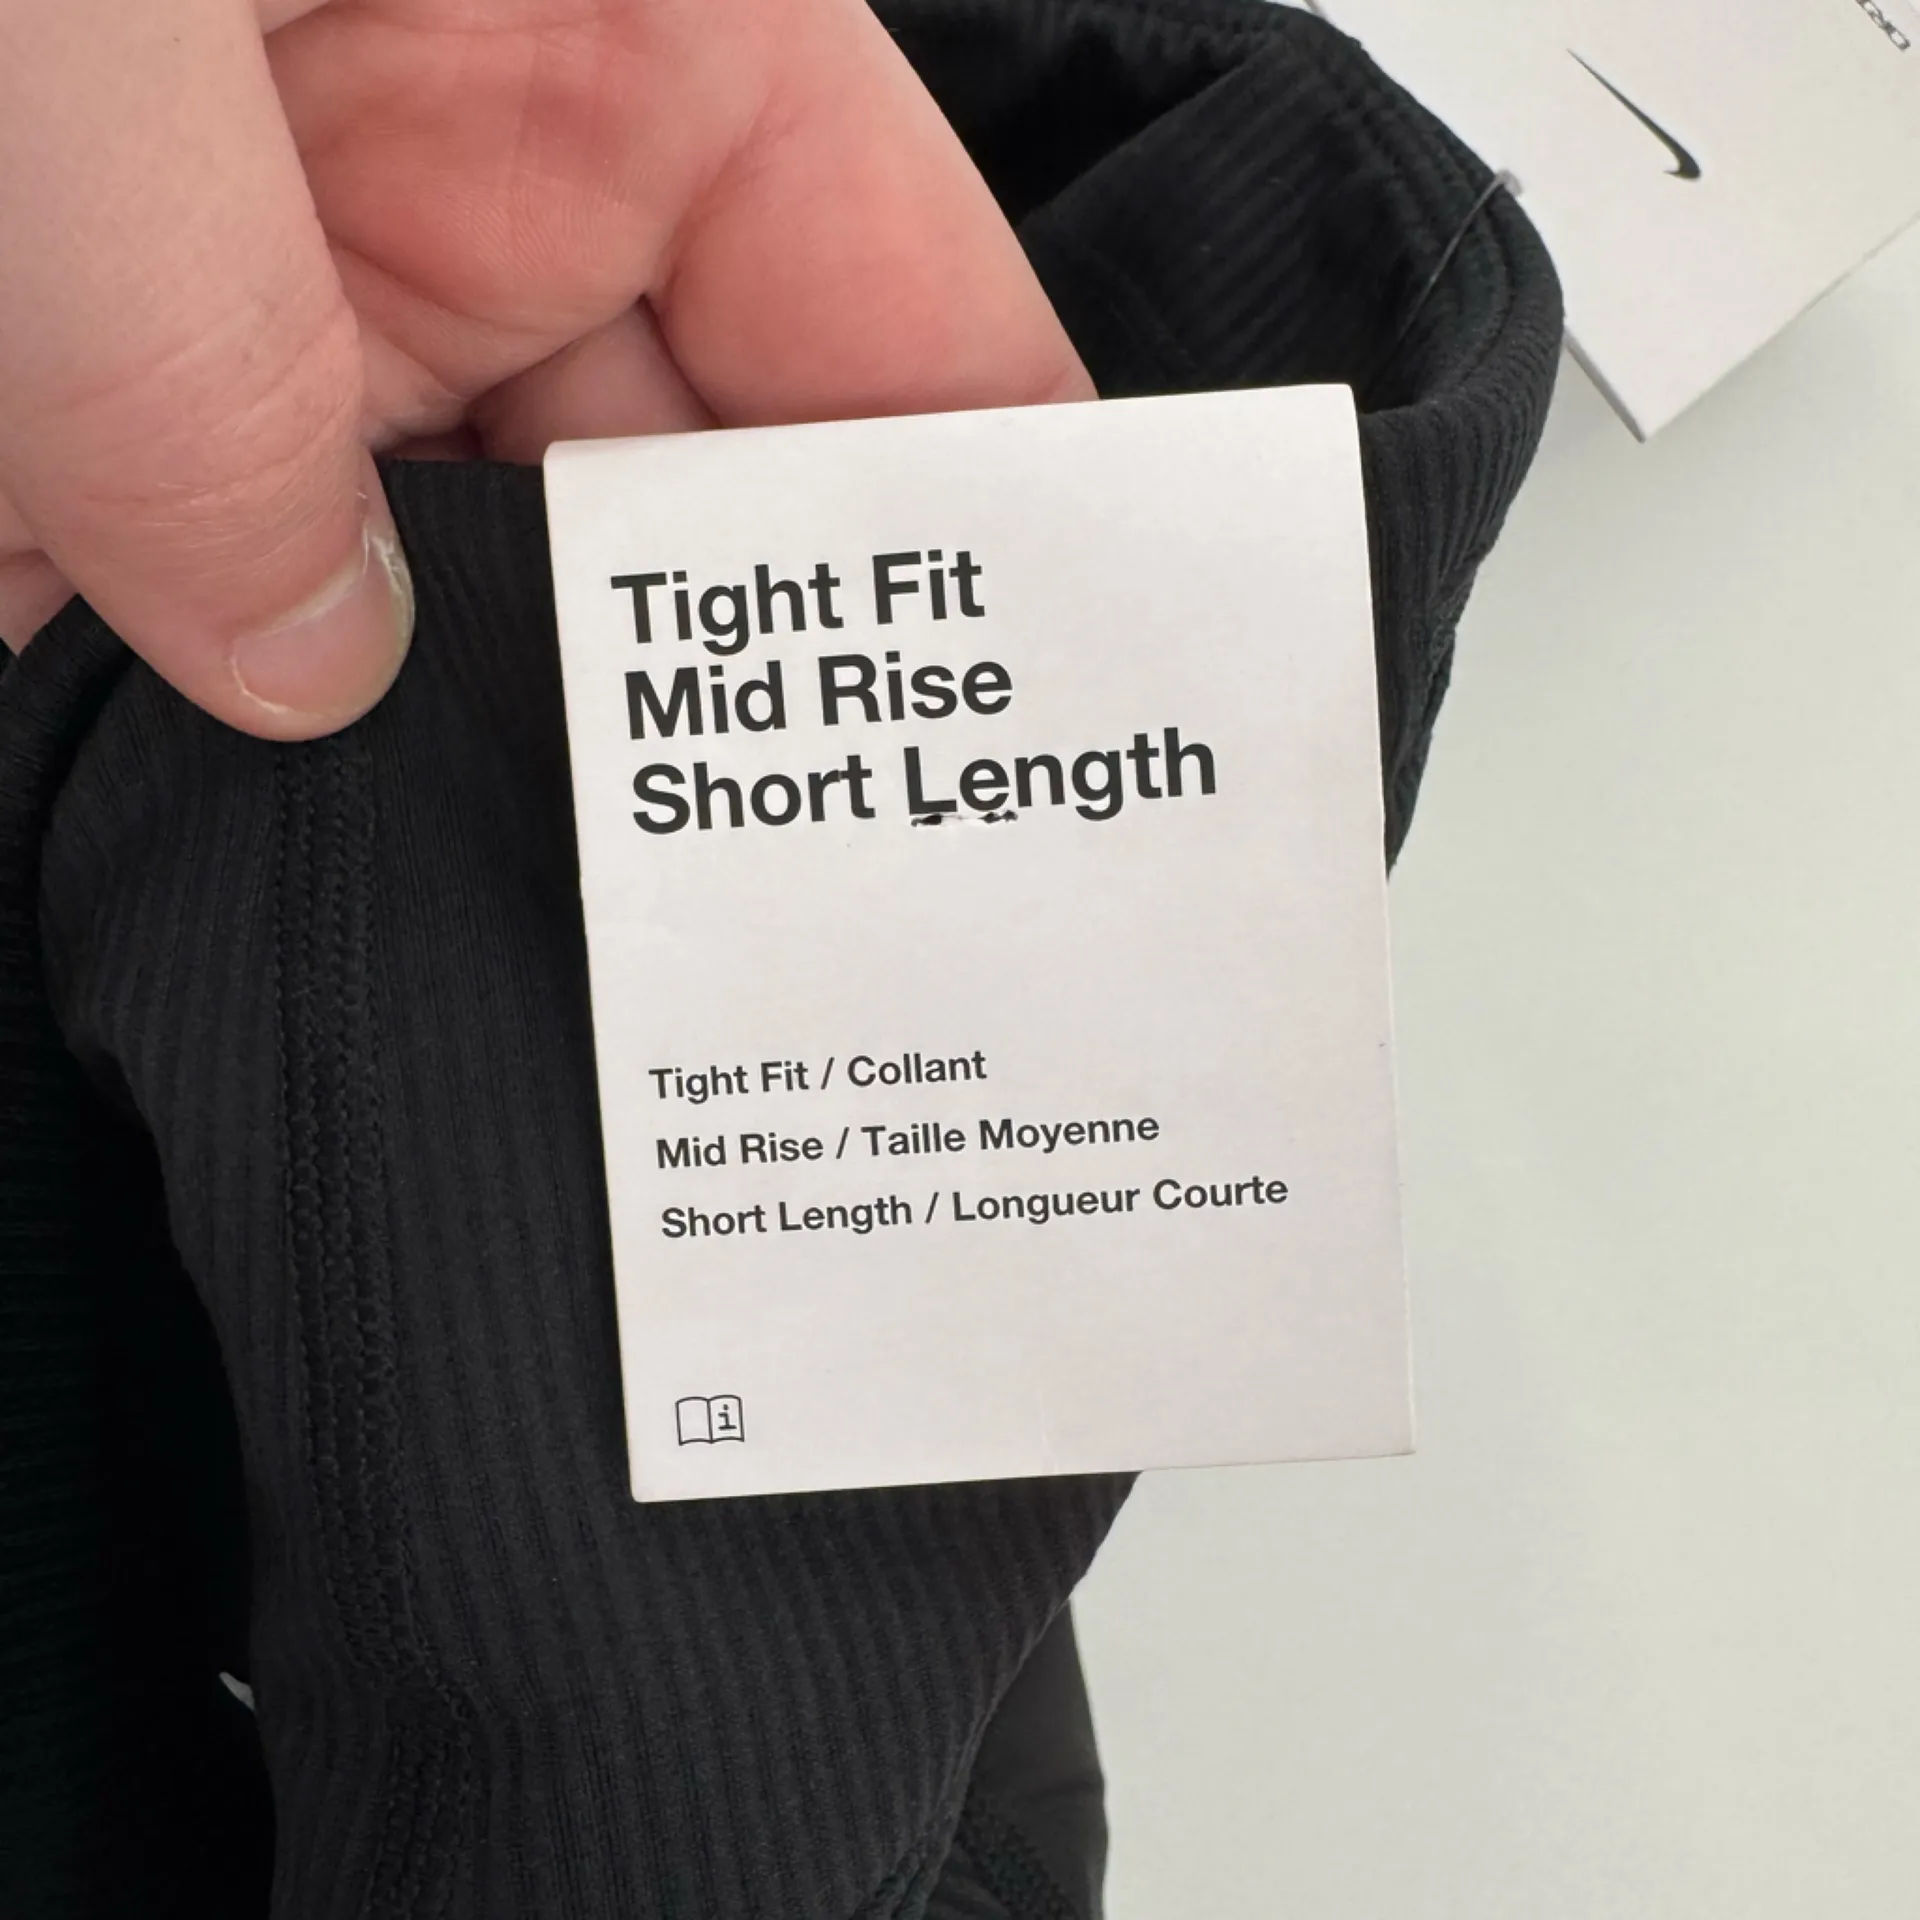 Tight Fit
Mid Rise
Short Length
Tight Fit / Collant
Mid Rise / Taille Moyenne
Short Length / Longueur Courte
i